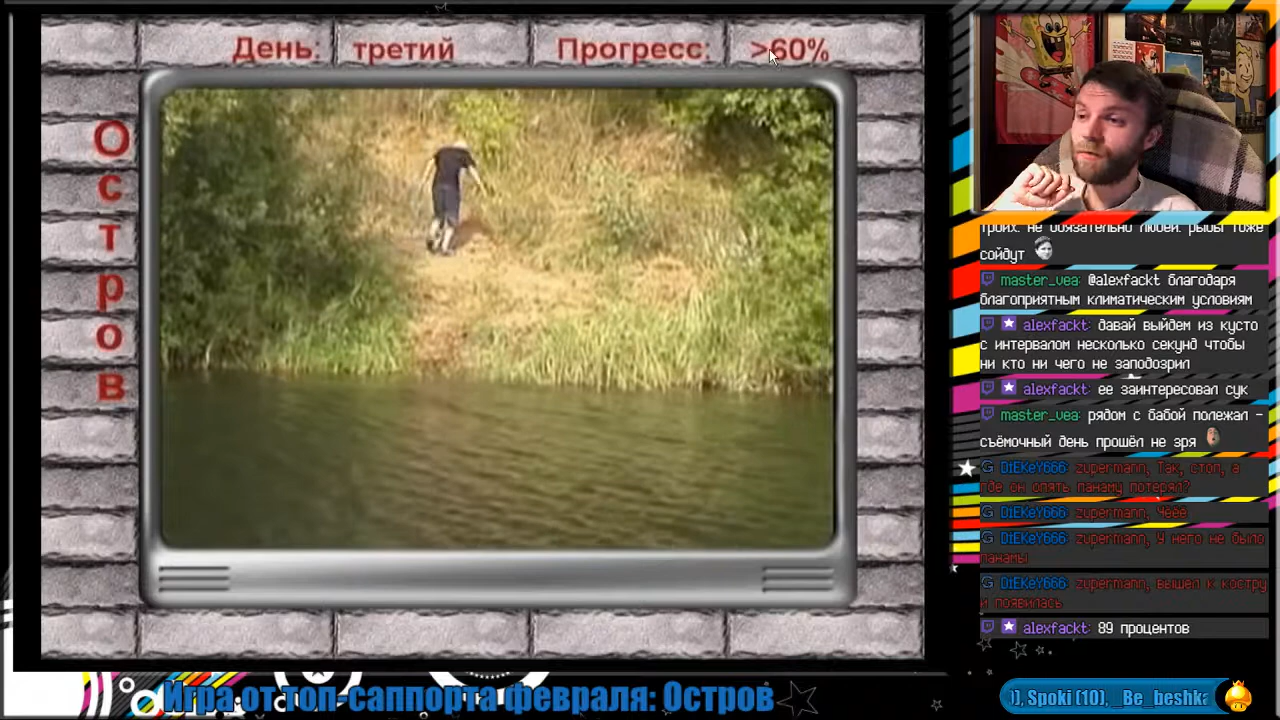 День: третий Прогресс: >60%
Остров
троих. не обязательно людей. рыбы тоже
сойдут
master_vea: @alexfackt благодаря
благоприятным климатическим условиям
alexfackt: давай выйдем из кусто
с интервалом несколько секунд чтобы
ни кто ни чего не заподозрил
alexfackt: ее заинтересовал сук
master_vea: рядом с бабой полежал –
съёмочный день прошёл не зря
DiEKeY666: zupermann, Так, стоп, а
где он опять панаму потерял?
DiEKeY666: zupermann, Чеёё
DiEKeY666: zupermann, У него не было
панамы
DiEKeY666: zupermann, вышел к костру
и появилась
alexfackt: 89 процентов
Игра от топ-саппорта февраля: Остров
), Spoki (10), _Be_beshka